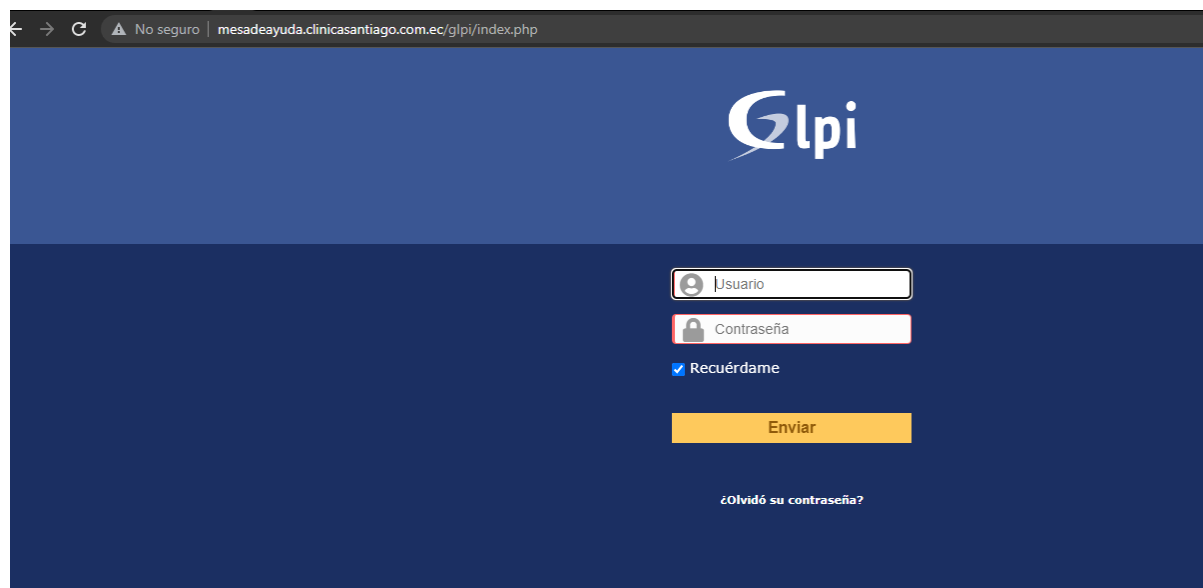 No seguro | mesadeayuda.clinicasantiago.com.ec/glpi/index.php
Glpi
Usuario
Contraseña
Recuérdame
Enviar
¿Olvidó su contraseña?